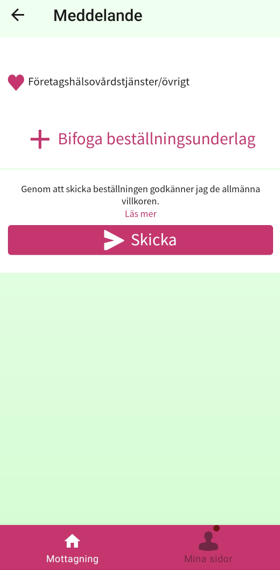 Meddelande
Företagshälsovårdstjänster/övrigt
Bifoga beställningsunderlag
Genom att skicka beställningen godkänner jag de allmänna
villkoren.
Läs mer
Skicka
Mottagning
Mina sidor